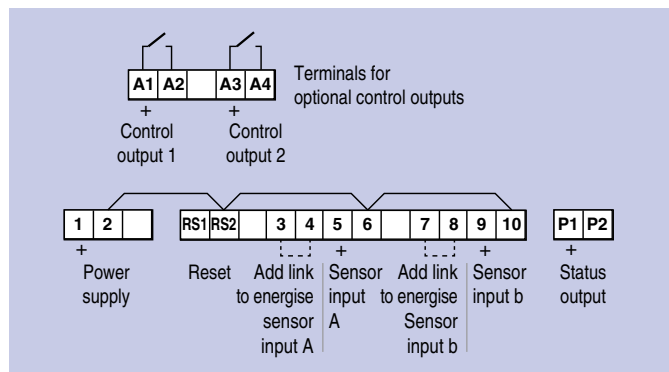 A1 A2 A3 A4
Terminals for
optional control outputs
+ +
Control Control
output 1 output 2
1 2 RS1 RS2 3 4 5 6 7 8 9 10 P1 P2
+ + + +
Power Reset Add link Sensor Add link Sensor Status
supply to energise input to energise input b output
sensor A Sensor
input A input b